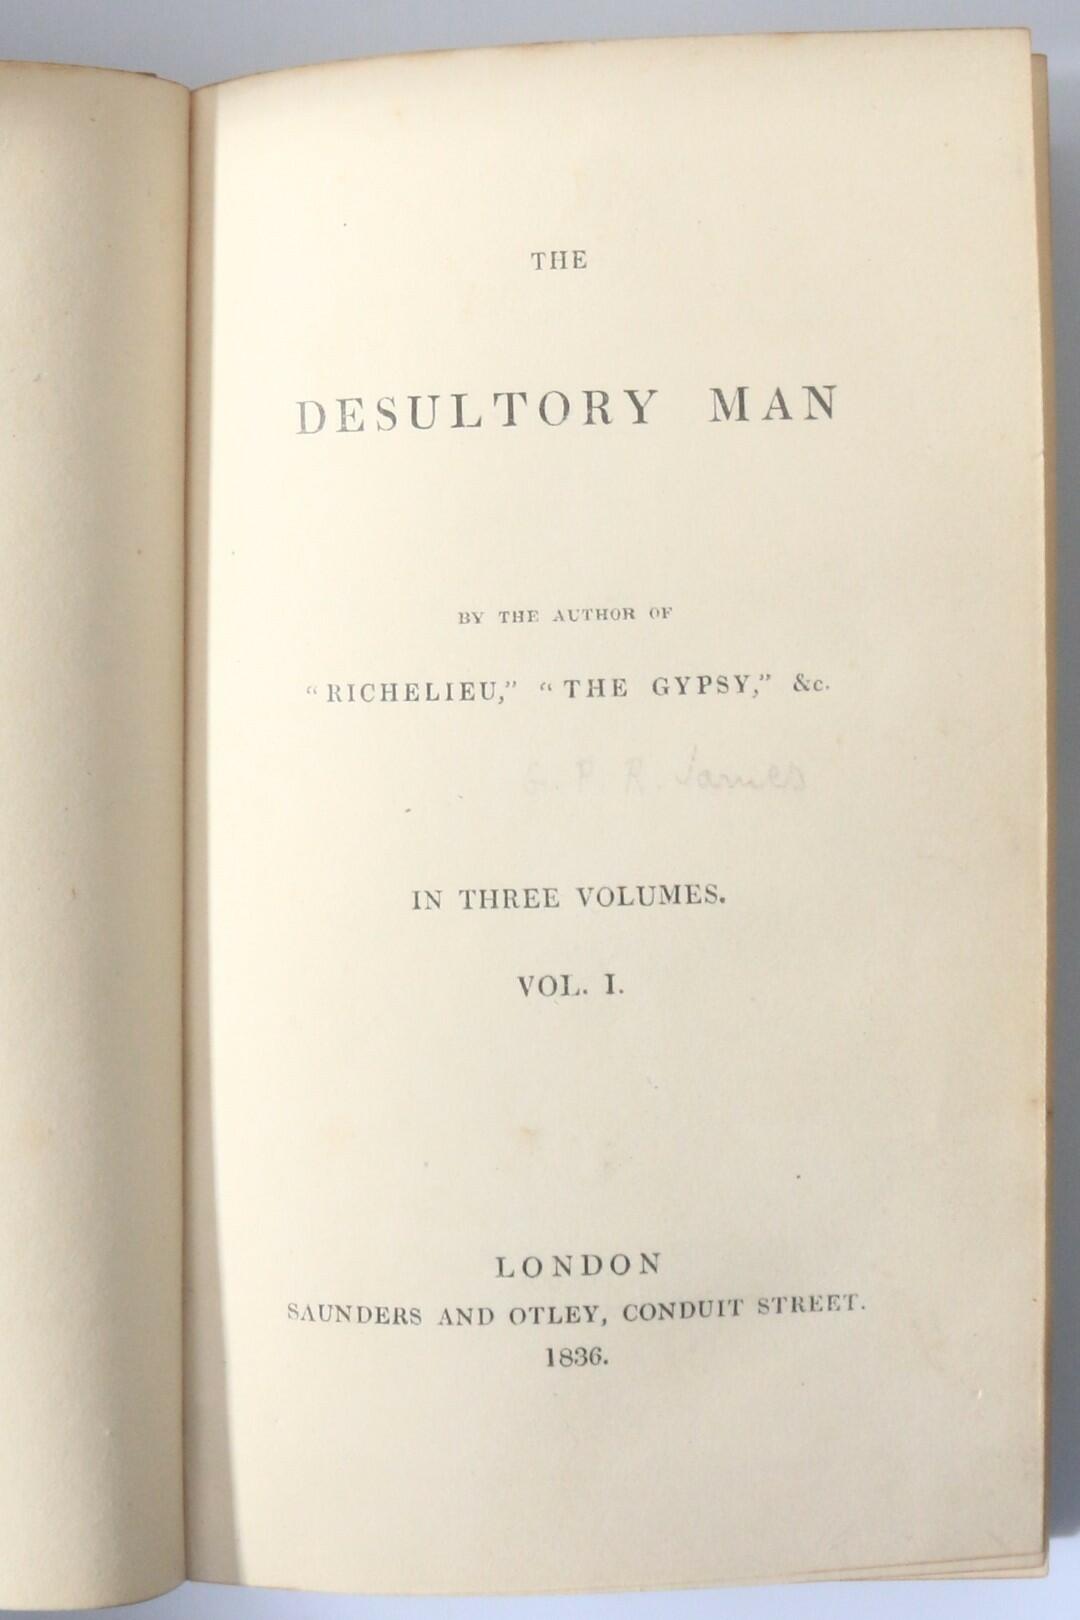 THE
DESULTORY MAN
BY THE AUTHOR OF
"RICHELIEU," "THE GYPSY," &c.
G. P. R. James
IN THREE VOLUMES.
VOL. I.
LONDON
SAUNDERS AND OTLEY, CONDUIT STREET.
1836.